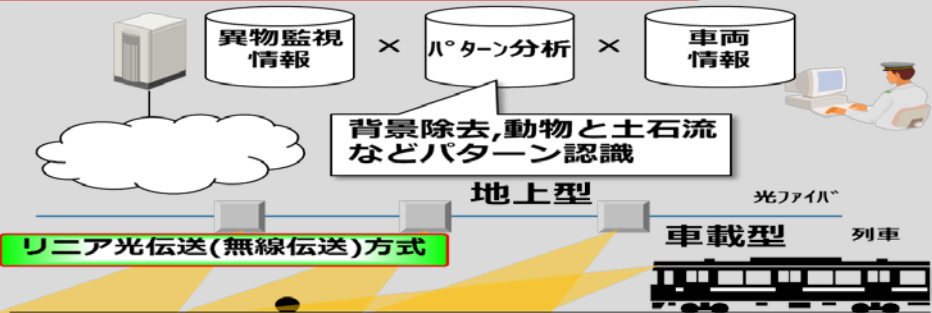 異物監視
情報
×
パターン分析
×
車両
情報
背景除去,動物と土石流
などパターン認識
地上型
光ファイバ
リニア光伝送(無線伝送)方式
車載型
列車